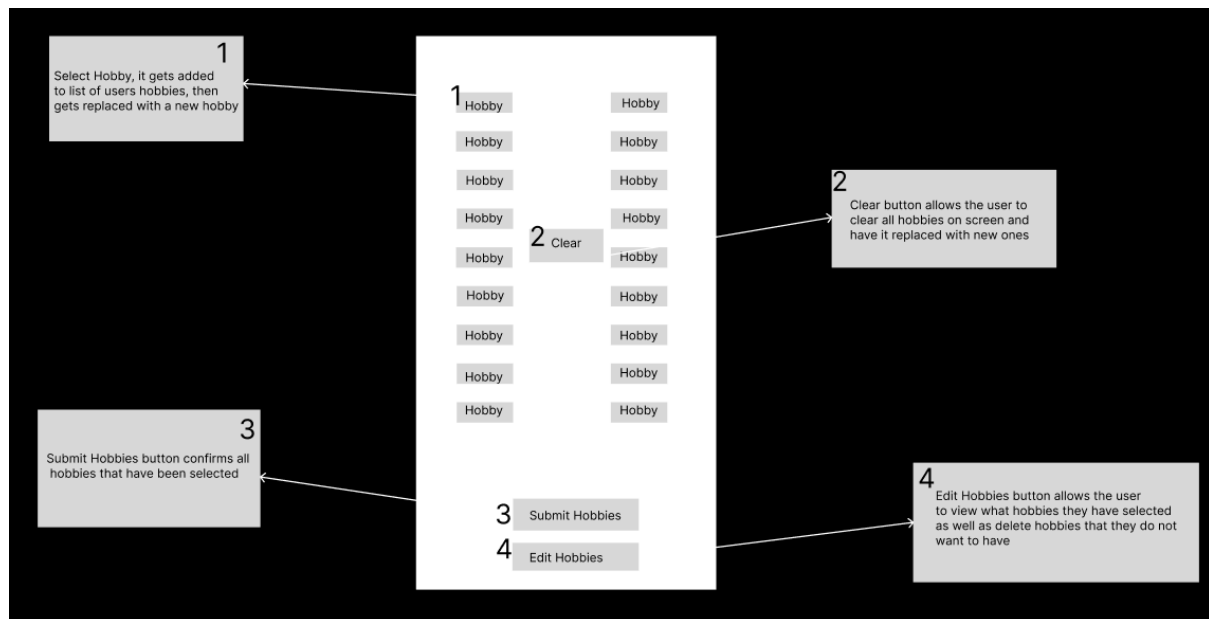 1
Select Hobby, it gets added
to list of users hobbies, then
gets replaced with a new hobby
1 Hobby Hobby
Hobby Hobby
Hobby Hobby
Hobby Hobby
2 Clear
Hobby Hobby
Hobby Hobby
Hobby Hobby
Hobby Hobby
Hobby Hobby
2
Clear button allows the user to
clear all hobbies on screen and
have it replaced with new ones
3
Submit Hobbies button confirms all
hobbies that have been selected
3 Submit Hobbies
4 Edit Hobbies
4
Edit Hobbies button allows the user
to view what hobbies they have selected
as well as delete hobbies that they do not
want to have